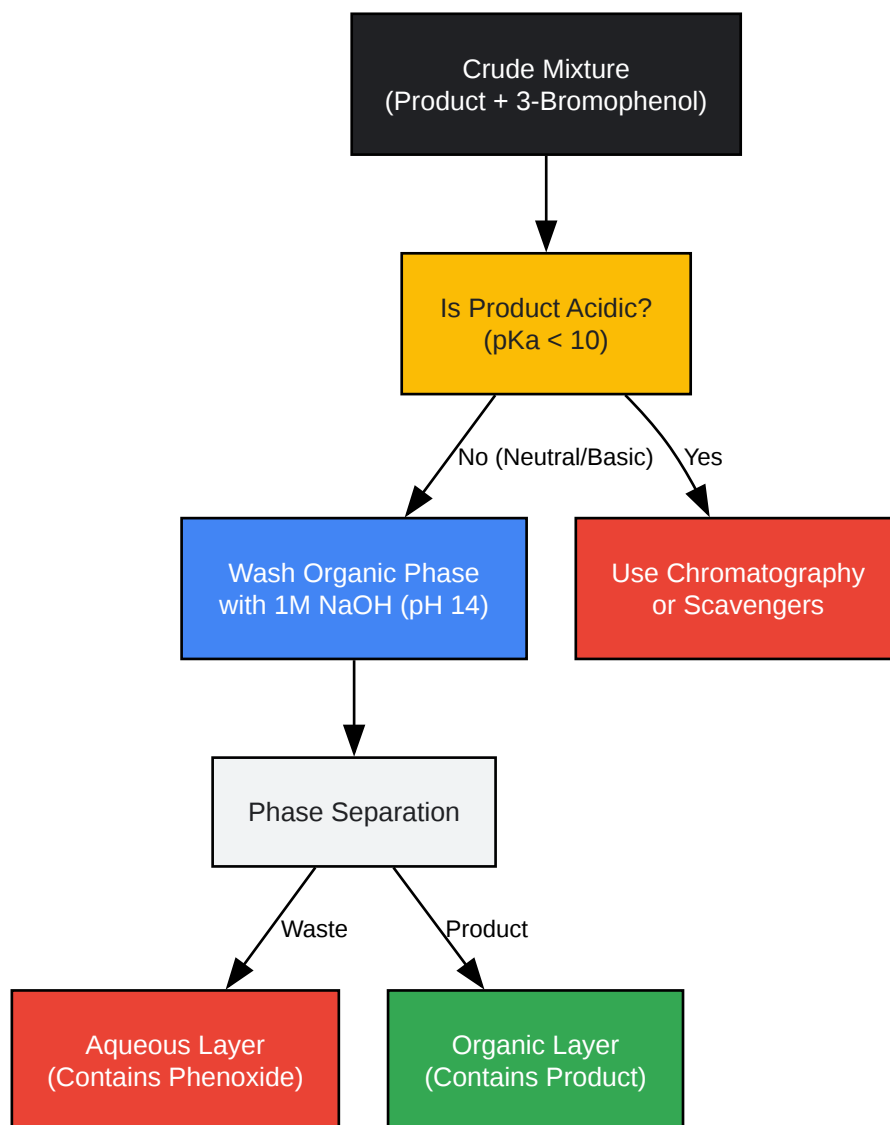 Crude Mixture
(Product + 3-Bromophenol)
Is Product Acidic?
(pKa < 10)
No (Neutral/Basic)
Yes
Wash Organic Phase
with 1M NaOH (pH 14)
Use Chromatography
or Scavengers
Phase Separation
Waste
Product
Aqueous Layer
(Contains Phenoxide)
Organic Layer
(Contains Product)